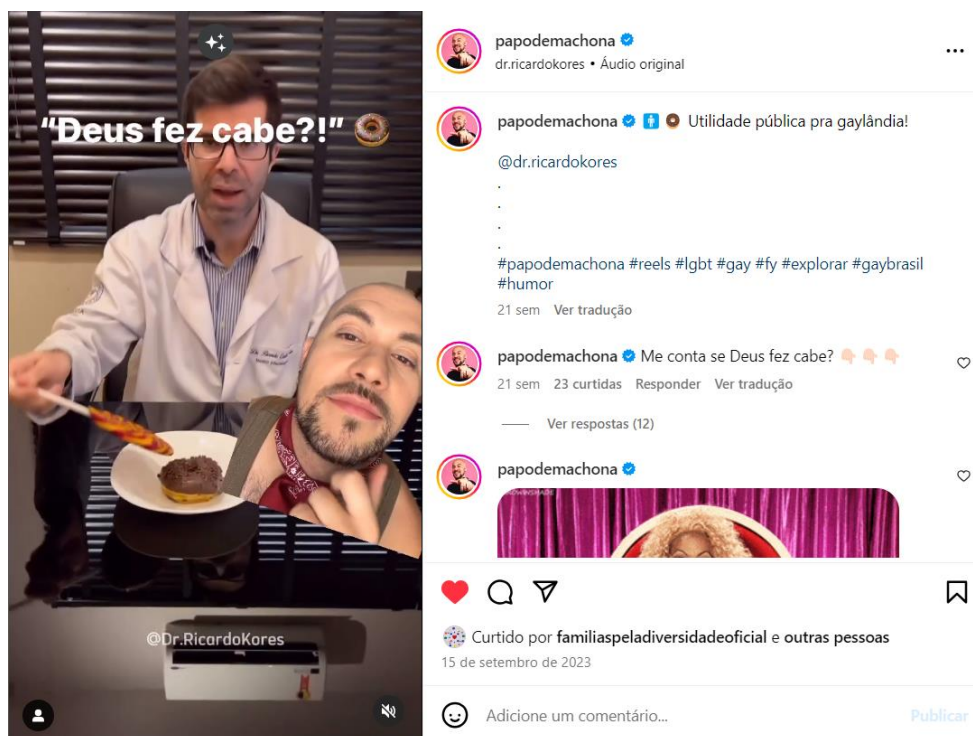 "Deus fez cabe?!" 🍩
@Dr.RicardoKores
papodemachona
dr.ricardokores • Áudio original
papodemachona 🚹 🍩 Utilidade pública pra gaylândia!
@dr.ricardokores
.
.
.
.
#papodemachona #reels #lgbt #gay #fy #explorar #gaybrasil
#humor
21 sem Ver tradução
papodemachona Me conta se Deus fez cabe? 👇🏻 👇🏻 👇🏻
21 sem 23 curtidas Responder Ver tradução
Ver respostas (12)
papodemachona
Curtido por familiaspeladiversidadeoficial e outras pessoas
15 de setembro de 2023
Adicione um comentário...
Publicar